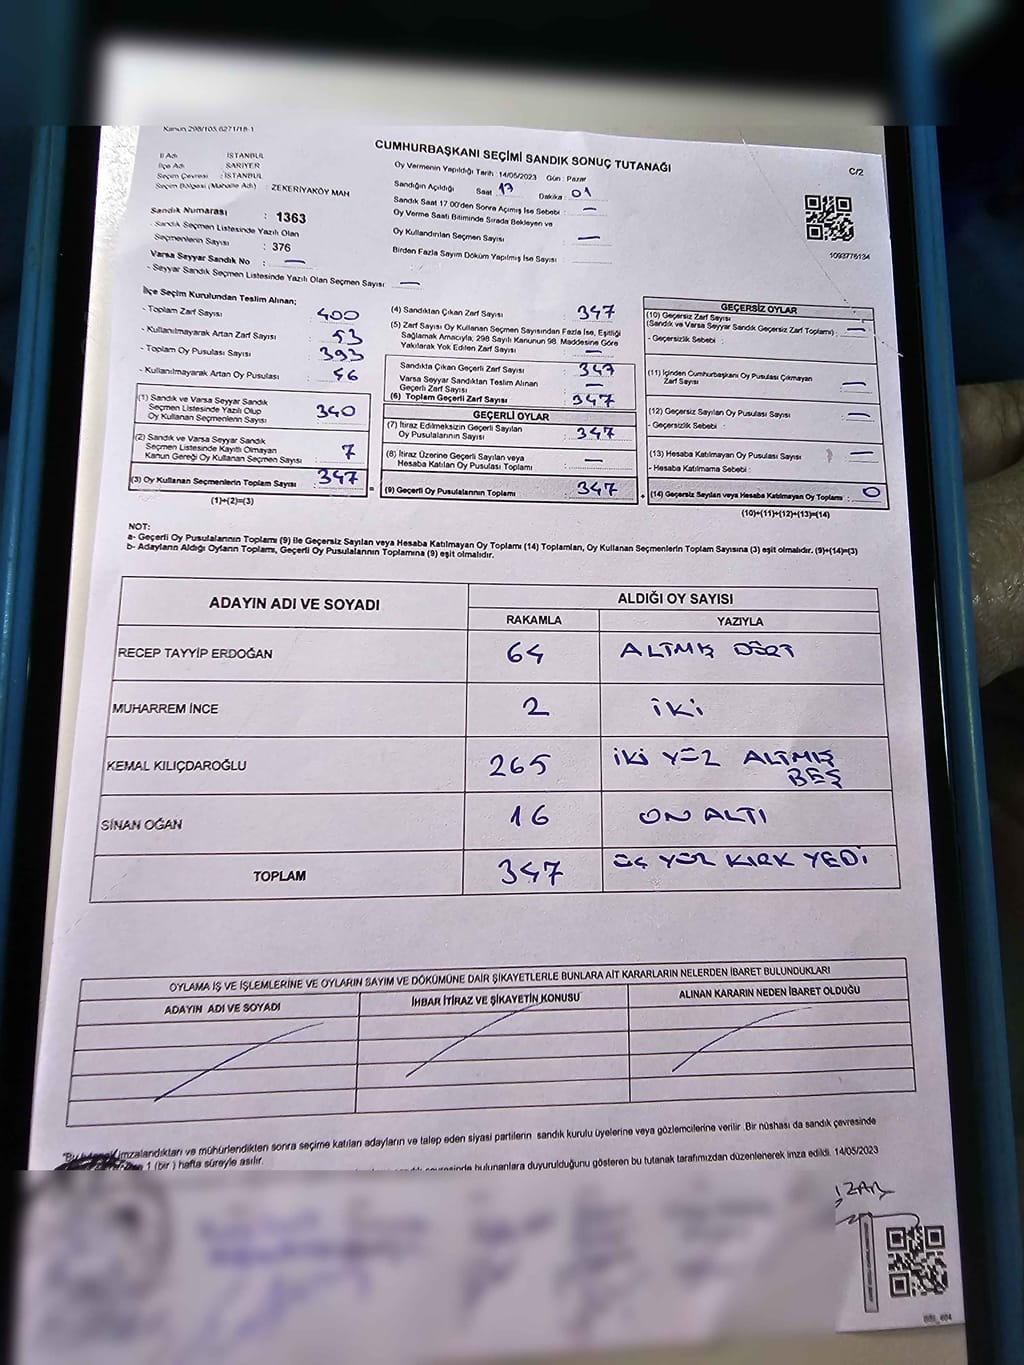 Kanun 298/105,6271/18-1
CUMHURBAŞKANI SEÇİMİ SANDIK SONUÇ TUTANAĞI
C/2
İl Adı : İSTANBUL
İlçe Adı : SARIYER
Seçim Çevresi : İSTANBUL
Seçim Bölgesi (Mahalle Adı) : ZEKERİYAKÖY MAH
Sandık Numarası : 1363
- Sandık Seçmen Listesinde Yazılı Olan
Seçmenlerin Sayısı : 376
Varsa Seyyar Sandık No : —
- Seyyar Sandık Seçmen Listesinde Yazılı Olan Seçmen Sayısı : —
Oy Vermenin Yapıldığı Tarih : 14/05/2023 Gün : Pazar
Sandığın Açıldığı Saat : 17 Dakika : 01
Sandık Saat 17.00'den Sonra Açımış İse Sebebi : —
Oy Verme Saati Bitiminde Sırada Bekleyen ve
Oy Kullandırılan Seçmen Sayısı : —
Birden Fazla Sayım Döküm Yapılmış İse Sayısı :
1093776134
İlçe Seçim Kurulundan Teslim Alınan;
- Toplam Zarf Sayısı : 400
- Kullanılmayarak Artan Zarf Sayısı : 53
- Toplam Oy Pusulası Sayısı : 393
- Kullanılmayarak Artan Oy Pusulası : 46
(1) Sandık ve Varsa Seyyar Sandık
Seçmen Listesinde Yazılı Olup
Oy Kullanan Seçmenlerin Sayısı : 340
(2) Sandık ve Varsa Seyyar Sandık
Seçmen Listesinde Kayıtlı Olmayan
Kanun Gereği Oy Kullanan Seçmen Sayısı : 7
(3) Oy Kullanan Seçmenlerin Toplam Sayısı : 347
(1)+(2)=(3)
(4) Sandıktan Çıkan Zarf Sayısı : 347
(5) Zarf Sayısı Oy Kullanan Seçmen Sayısından Fazla İse, Eşitliği
Sağlamak Amacıyla, 298 Sayılı Kanunun 98. Maddesine Göre
Yakılarak Yok Edilen Zarf Sayısı : —
Sandıkta Çıkan Geçerli Zarf Sayısı : 347
Varsa Seyyar Sandıktan Teslim Alınan
Geçerli Zarf Sayısı : —
(6) Toplam Geçerli Zarf Sayısı : 347
GEÇERLİ OYLAR
(7) İtiraz Edilmeksizin Geçerli Sayılan
Oy Pusulalarının Sayısı : 347
(8) İtiraz Üzerine Geçerli Sayılan veya
Hesaba Katılan Oy Pusulası Toplamı : —
(9) Geçerli Oy Pusulalarının Toplamı : 347
GEÇERSİZ OYLAR
(10) Geçersiz Zarf Sayısı
(Sandık ve Varsa Seyyar Sandık Geçersiz Zarf Toplamı) : —
- Geçersizlik Sebebi :
(11) İçinden Cumhurbaşkanı Oy Pusulası Çıkmayan
Zarf Sayısı : —
(12) Geçersiz Sayılan Oy Pusulası Sayısı : —
- Geçersizlik Sebebi :
(13) Hesaba Katılmayan Oy Pusulası Sayısı : —
- Hesaba Katılmama Sebebi :
(14) Geçersiz Sayılan veya Hesaba Katılmayan Oy Toplamı : 0
(10)+(11)+(12)+(13)=(14)
NOT:
a- Geçerli Oy Pusulalarının Toplamı (9) ile Geçersiz Sayılan veya Hesaba Katılmayan Oy Toplamı (14) Toplamları, Oy Kullanan Seçmenlerin Toplam Sayısına (3) eşit olmalıdır. (9)+(14)=(3)
b- Adayların Aldığı Oyların Toplamı, Geçerli Oy Pusulalarının Toplamına (9) eşit olmalıdır.
ADAYIN ADI VE SOYADI
ALDIĞI OY SAYISI
RAKAMLA YAZIYLA
RECEP TAYYİP ERDOĞAN 64 ALTMIŞ DÖRT
MUHARREM İNCE 2 İKİ
KEMAL KILIÇDAROĞLU 265 İKİ YÜZ ALTMIŞ
BEŞ
SİNAN OĞAN 16 ON ALTI
TOPLAM 347 ÜÇ YÜZ KIRK YEDİ
OYLAMA İŞ VE İŞLEMLERİNE VE OYLARIN SAYIM VE DÖKÜMÜNE DAİR ŞİKAYETLERLE BUNLARA AİT KARARLARIN NELERDEN İBARET BULUNDUKLARI
ADAYIN ADI VE SOYADI İHBAR İTİRAZ VE ŞİKAYETİN KONUSU ALINAN KARARIN NEDEN İBARET OLDUĞU
imzalandıktan ve mühürlendikten sonra seçime katılan adayların ve talep eden siyasi partilerin sandık kurulu üyelerine veya gözlemcilerine verilir. Bir nüshası da sandık çevresinde
1 (bir) hafta süreyle asılır.
bulunanlara duyurulduğunu gösteren bu tutanak tarafımızdan düzenlenerek imza edildi. 14/05/2023